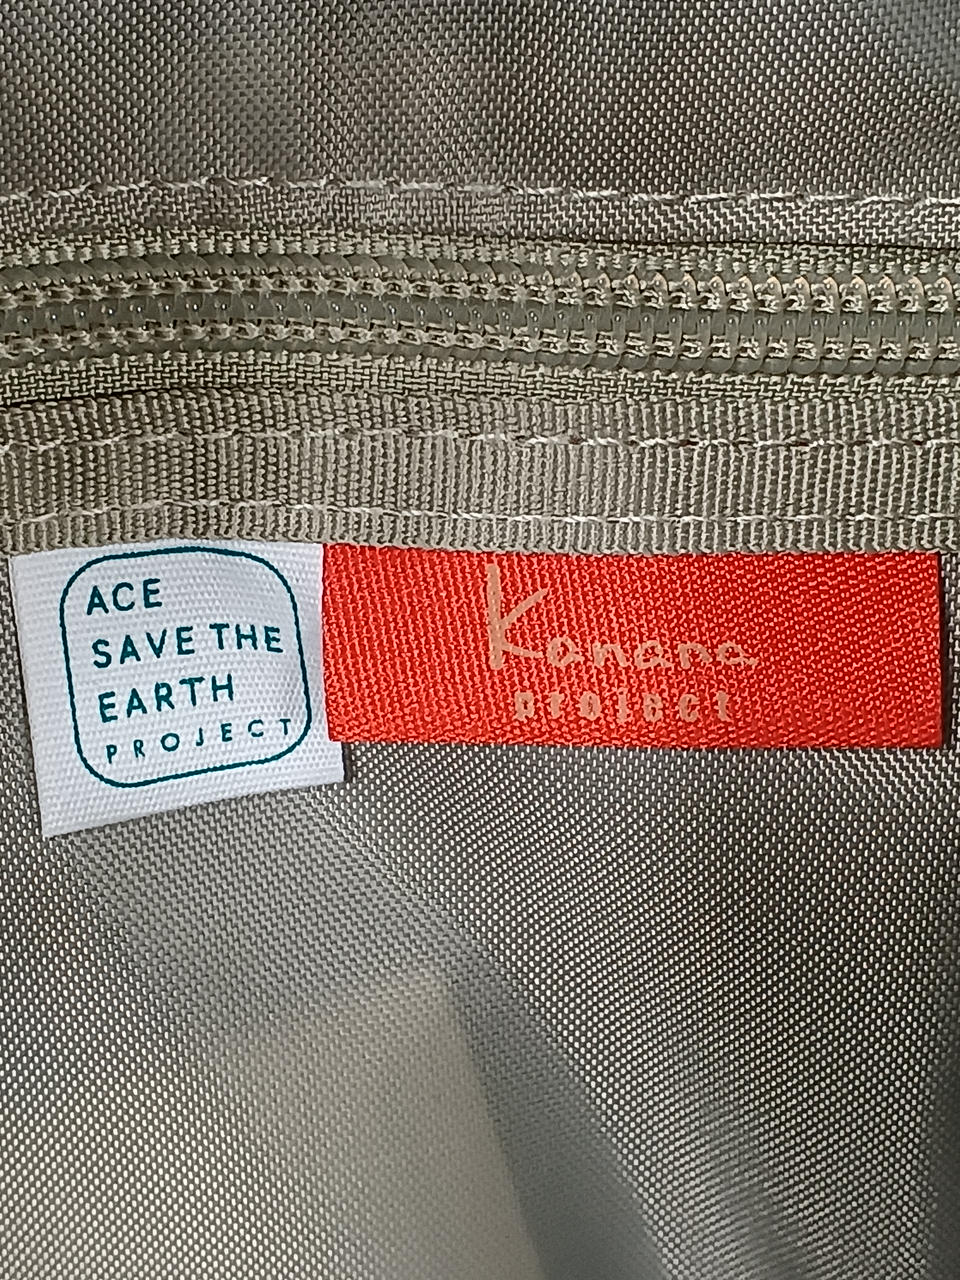 ACE
SAVE THE
EARTH
PROJECT
Kanana
project